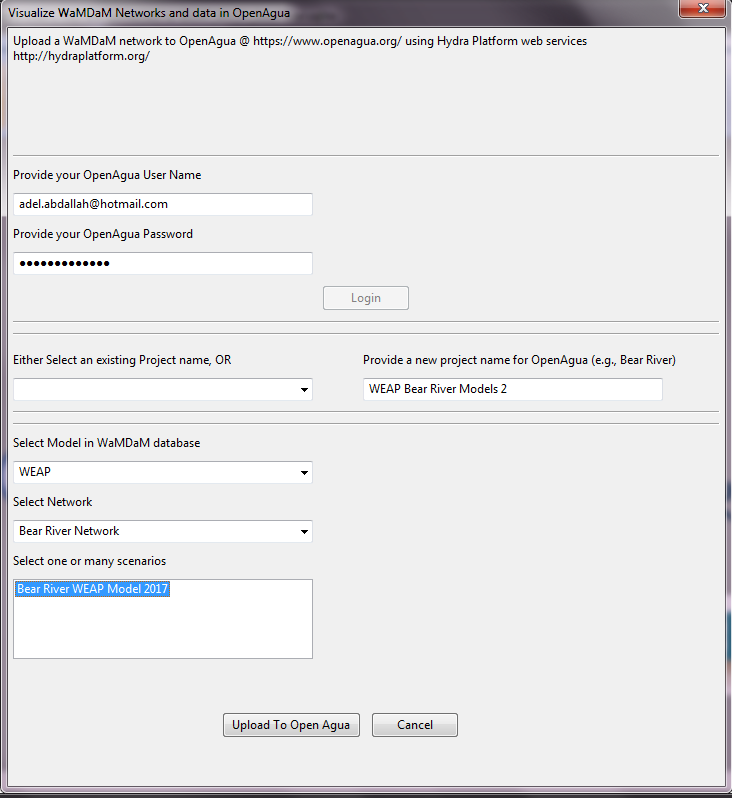 Visualize WaMDaM Networks and data in OpenAgua
X
Upload a WaMDaM network to OpenAgua @ https://www.openagua.org/ using Hydra Platform web services
http://hydraplatform.org/
Provide your OpenAgua User Name
adel.abdallah@hotmail.com
Provide your OpenAgua Password
●●●●●●●●●●●●●
Login
Either Select an existing Project name, OR
Provide a new project name for OpenAgua (e.g., Bear River)
WEAP Bear River Models 2
Select Model in WaMDaM database
WEAP
Select Network
Bear River Network
Select one or many scenarios
Bear River WEAP Model 2017
Upload To Open Agua
Cancel